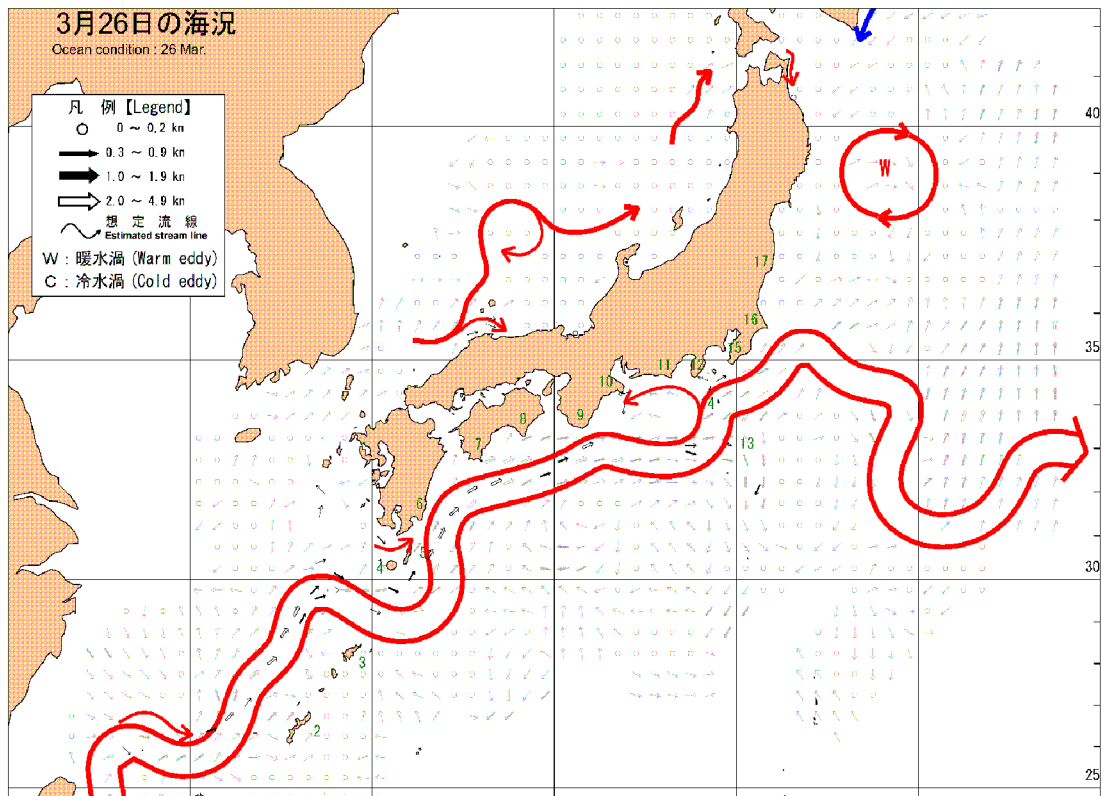 3月26日の海況
Ocean condition : 26 Mar.
凡 例【Legend】
0 ~ 0.2 kn
0.3 ~ 0.9 kn
1.0 ~ 1.9 kn
2.0 ~ 4.9 kn
想 定 流 線
Estimated stream line
W : 暖水渦 (Warm eddy)
C : 冷水渦 (Cold eddy)
40
W
17
16
15
35
11
12
10
4
9
8
7
13
6
5
4
30
3
2
25